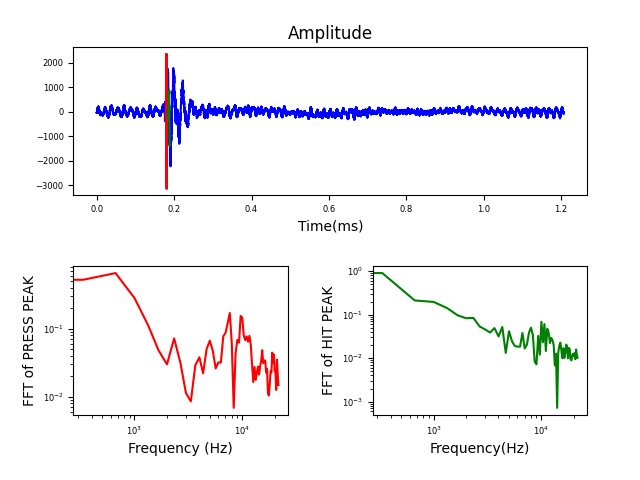 Amplitude
2000
1000
0
−1000
−2000
−3000
0.0 0.2 0.4 0.6 0.8 1.0 1.2
Time(ms)
FFT of PRESS PEAK
10⁻¹
10⁻²
10³ 10⁴
Frequency (Hz)
FFT of HIT PEAK
10⁰
10⁻¹
10⁻²
10⁻³
10³ 10⁴
Frequency(Hz)